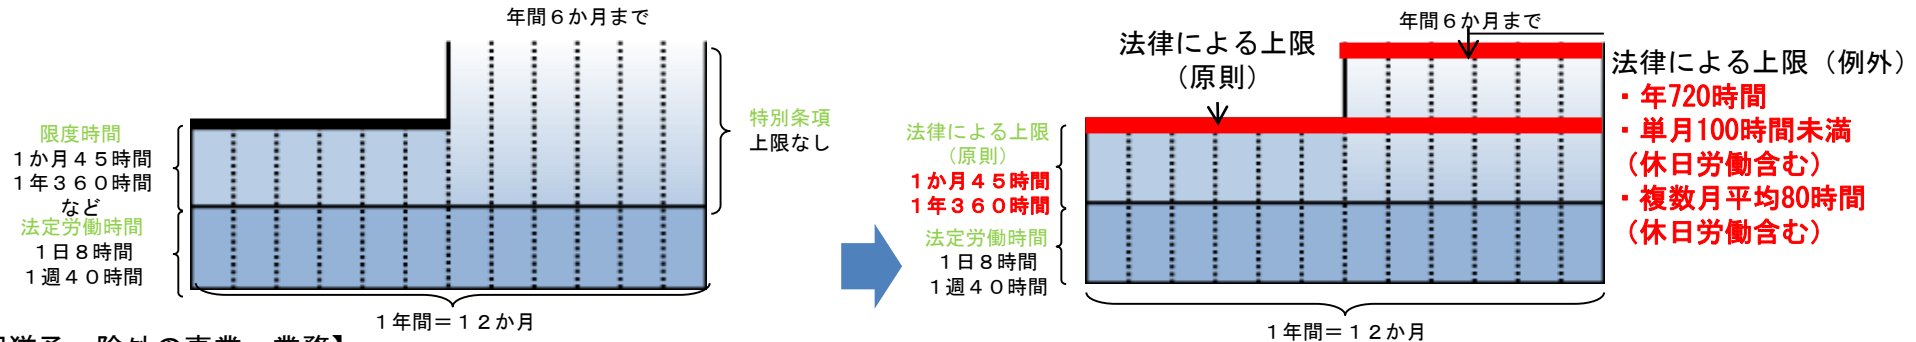 年間６か月まで
限度時間
１か月４５時間
１年３６０時間
など
法定労働時間
１日８時間
１週４０時間
特別条項
上限なし
１年間＝１２か月
年間６か月まで
法律による上限
（原則）
法律による上限
（原則）
１か月４５時間
１年３６０時間
法定労働時間
１日８時間
１週４０時間
法律による上限（例外）
・年720時間
・単月100時間未満
（休日労働含む）
・複数月平均80時間
（休日労働含む）
１年間＝１２か月